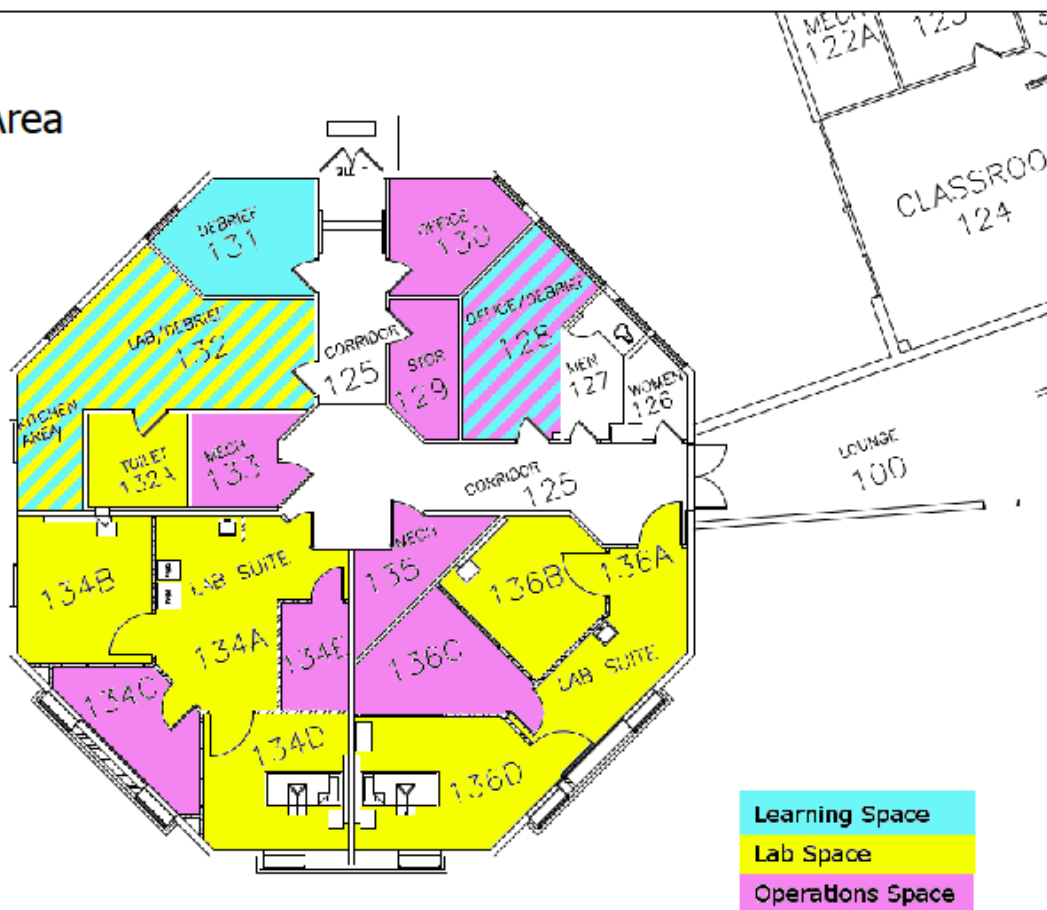 Area
MECH
122A
123
CLASSROO
124
DEBRIEF
131
OFFICE
130
OFFICE/DEBRIEF
128
LAB/DEBRIEF
132
CORRIDOR
125
STOR
129
MEN
127
WOMEN
126
KITCHEN
AREA
TOILET
132A
MECH
133
LOUNGE
100
CORRIDOR
125
134B
LAB SUITE
134A
MECH
135
136B
136A
134E
136C
LAB SUITE
134C
134D
136D
Learning Space
Lab Space
Operations Space